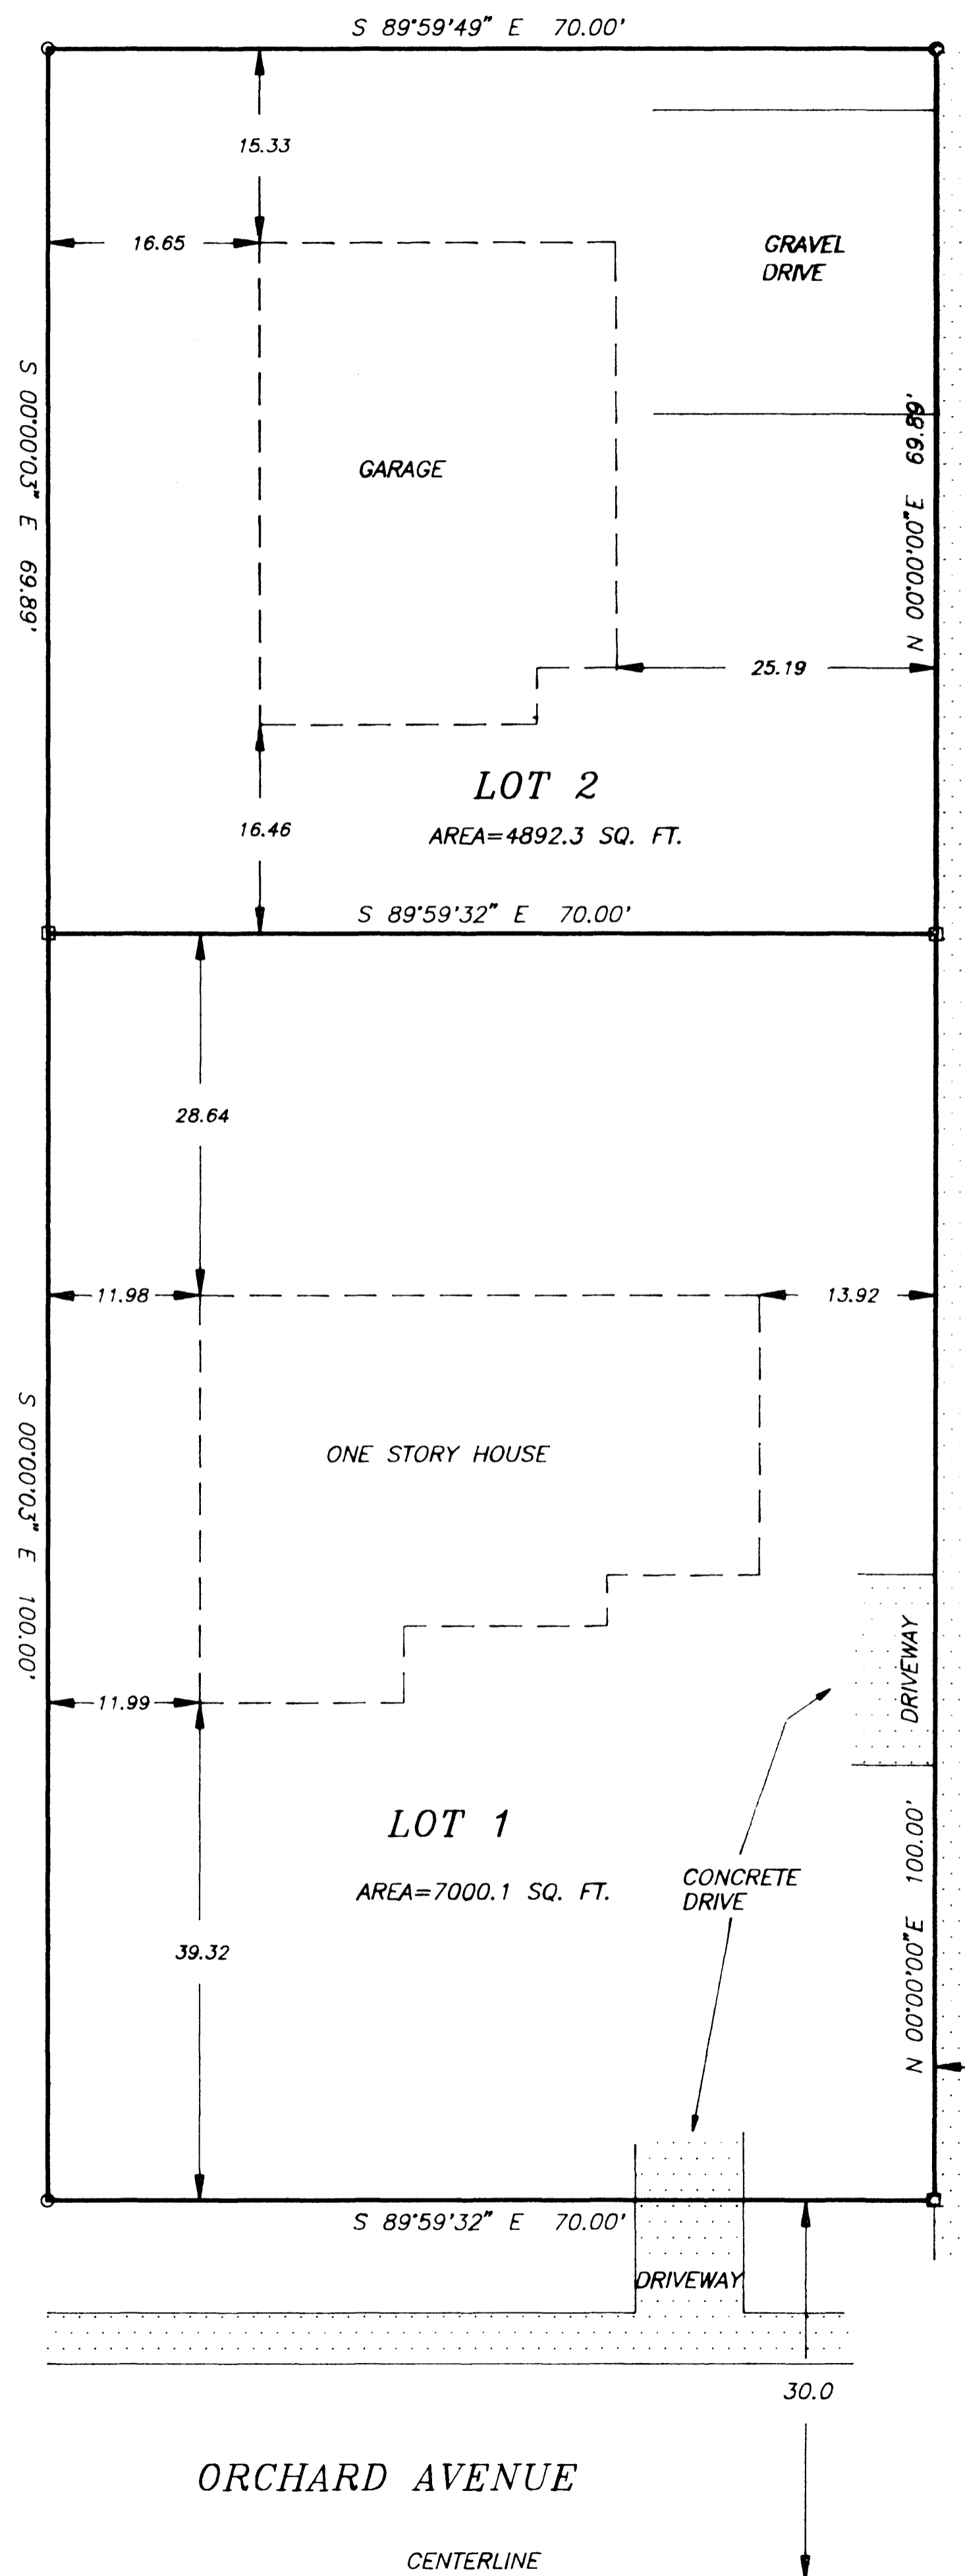 S 89°59'49" E 70.00'
15.33
16.65
GRAVEL
DRIVE
S 00°00'03" E 69.89'
N 00°00'00"E 69.89'
GARAGE
25.19
LOT 2
16.46
AREA=4892.3 SQ. FT.
S 89°59'32" E 70.00'
28.64
11.98
13.92
ONE STORY HOUSE
S 00°00'03" E 100.00'
DRIVEWAY
11.99
LOT 1
N 00°00'00"E 100.00'
CONCRETE
DRIVE
AREA=7000.1 SQ. FT.
39.32
S 89°59'32" E 70.00'
DRIVEWAY
30.0
ORCHARD AVENUE
CENTERLINE